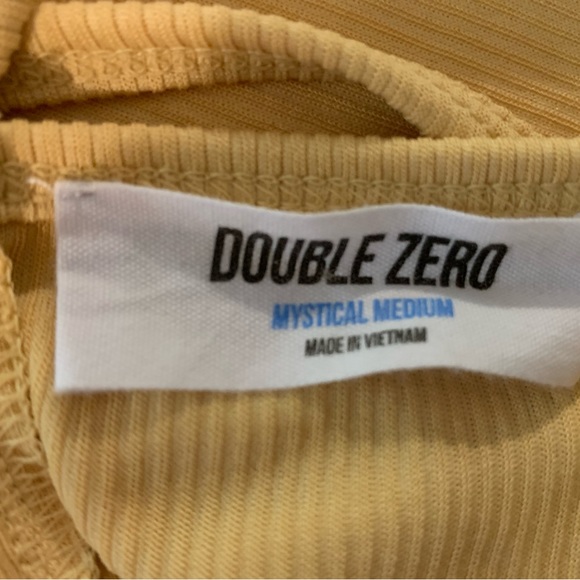 DOUBLE ZERO
MYSTICAL MEDIUM
MADE IN VIETNAM